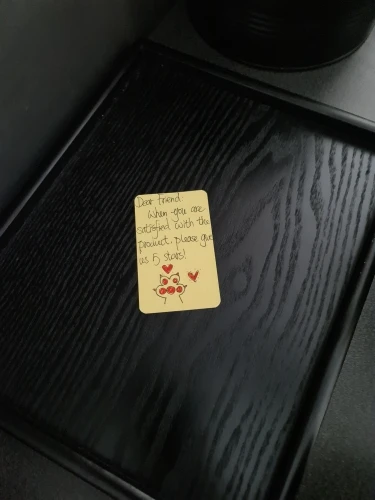 Dear friend:
When you are
satisfied with the
product, please give
us 5 stars!